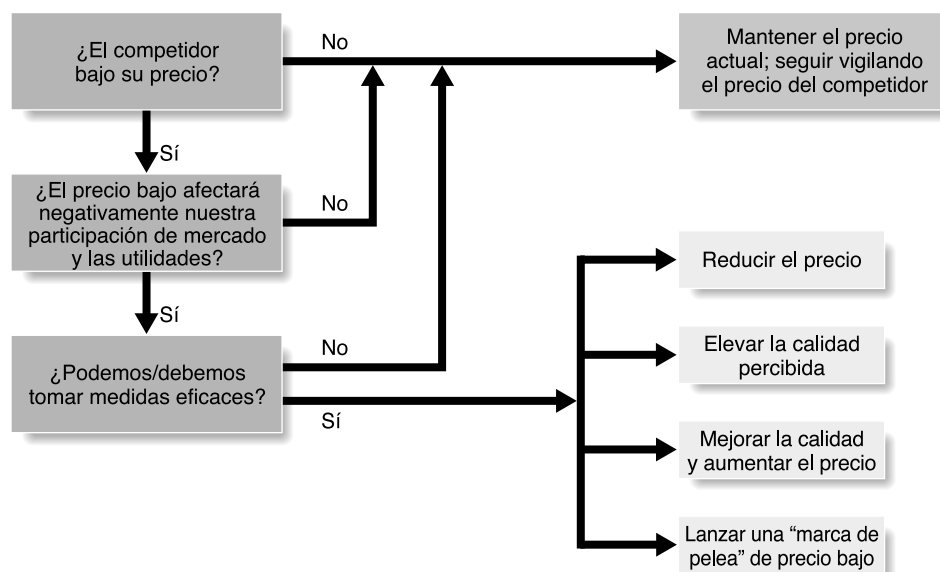 ¿El competidor
bajo su precio?
No
Mantener el precio
actual; seguir vigilando
el precio del competidor
Sí
¿El precio bajo afectará
negativamente nuestra
participación de mercado
y las utilidades?
No
Sí
¿Podemos/debemos
tomar medidas eficaces?
No
Sí
Reducir el precio
Elevar la calidad
percibida
Mejorar la calidad
y aumentar el precio
Lanzar una “marca de
pelea” de precio bajo